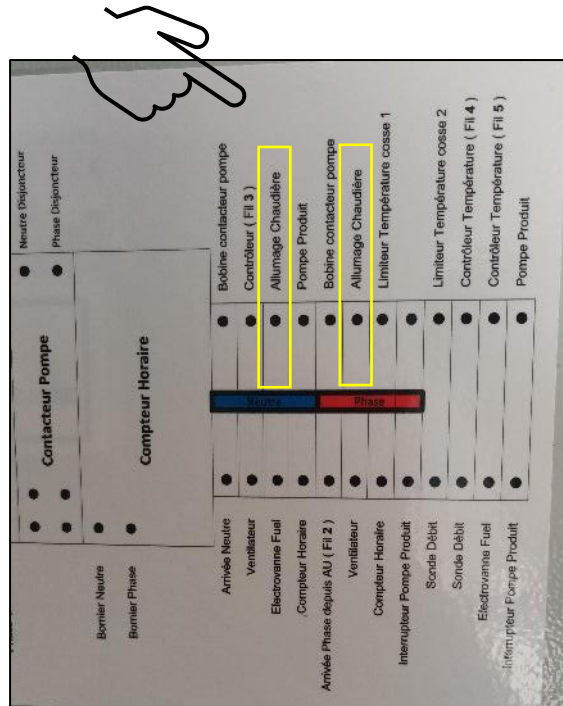 Neutre Disjoncteur
Phase Disjoncteur
Contacteur Pompe
Compteur Horaire
Bornier Neutre
Bornier Phase
Bobine contacteur pompe
Contrôleur ( Fil 3 )
Allumage Chaudière
Pompe Produit
Bobine contacteur pompe
Allumage Chaudière
Limiteur Température cosse 1
Limiteur Température cosse 2
Contrôleur Température ( Fil 4 )
Contrôleur Température ( Fil 5 )
Pompe Produit
Neutre
Phase
Arrivée Neutre
Ventilateur
Electrovanne Fuel
Compteur Horaire
Arrivée Phase depuis AU ( Fil 2 )
Ventilateur
Compteur Horaire
Interrupteur Pompe Produit
Sonde Débit
Sonde Débit
Electrovanne Fuel
Interrupteur Pompe Produit